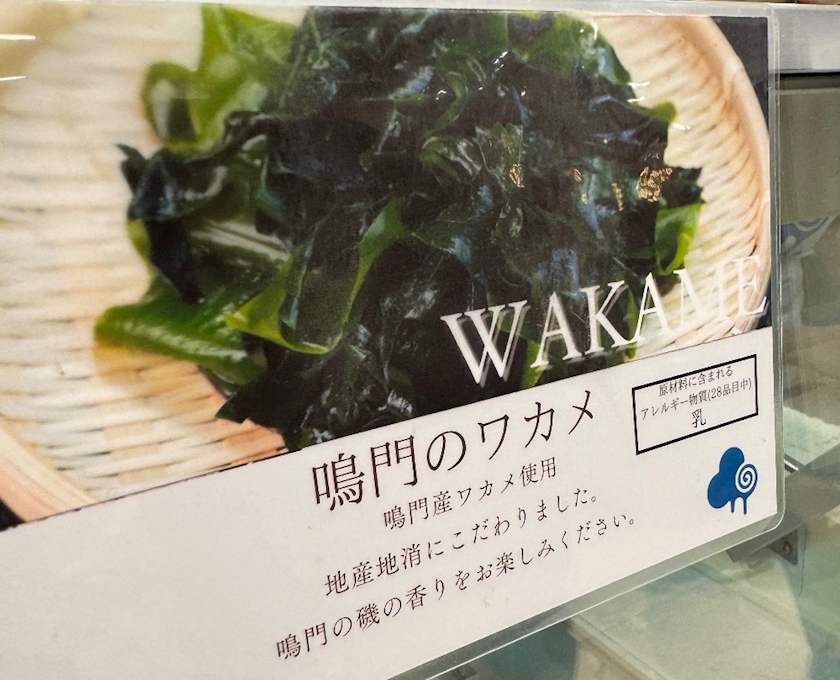 WAKAME
原材料に含まれる
アレルギー物質(28品目中)
乳
鳴門のワカメ
鳴門産ワカメ使用
地産地消にこだわりました。
鳴門の磯の香りをお楽しみください。